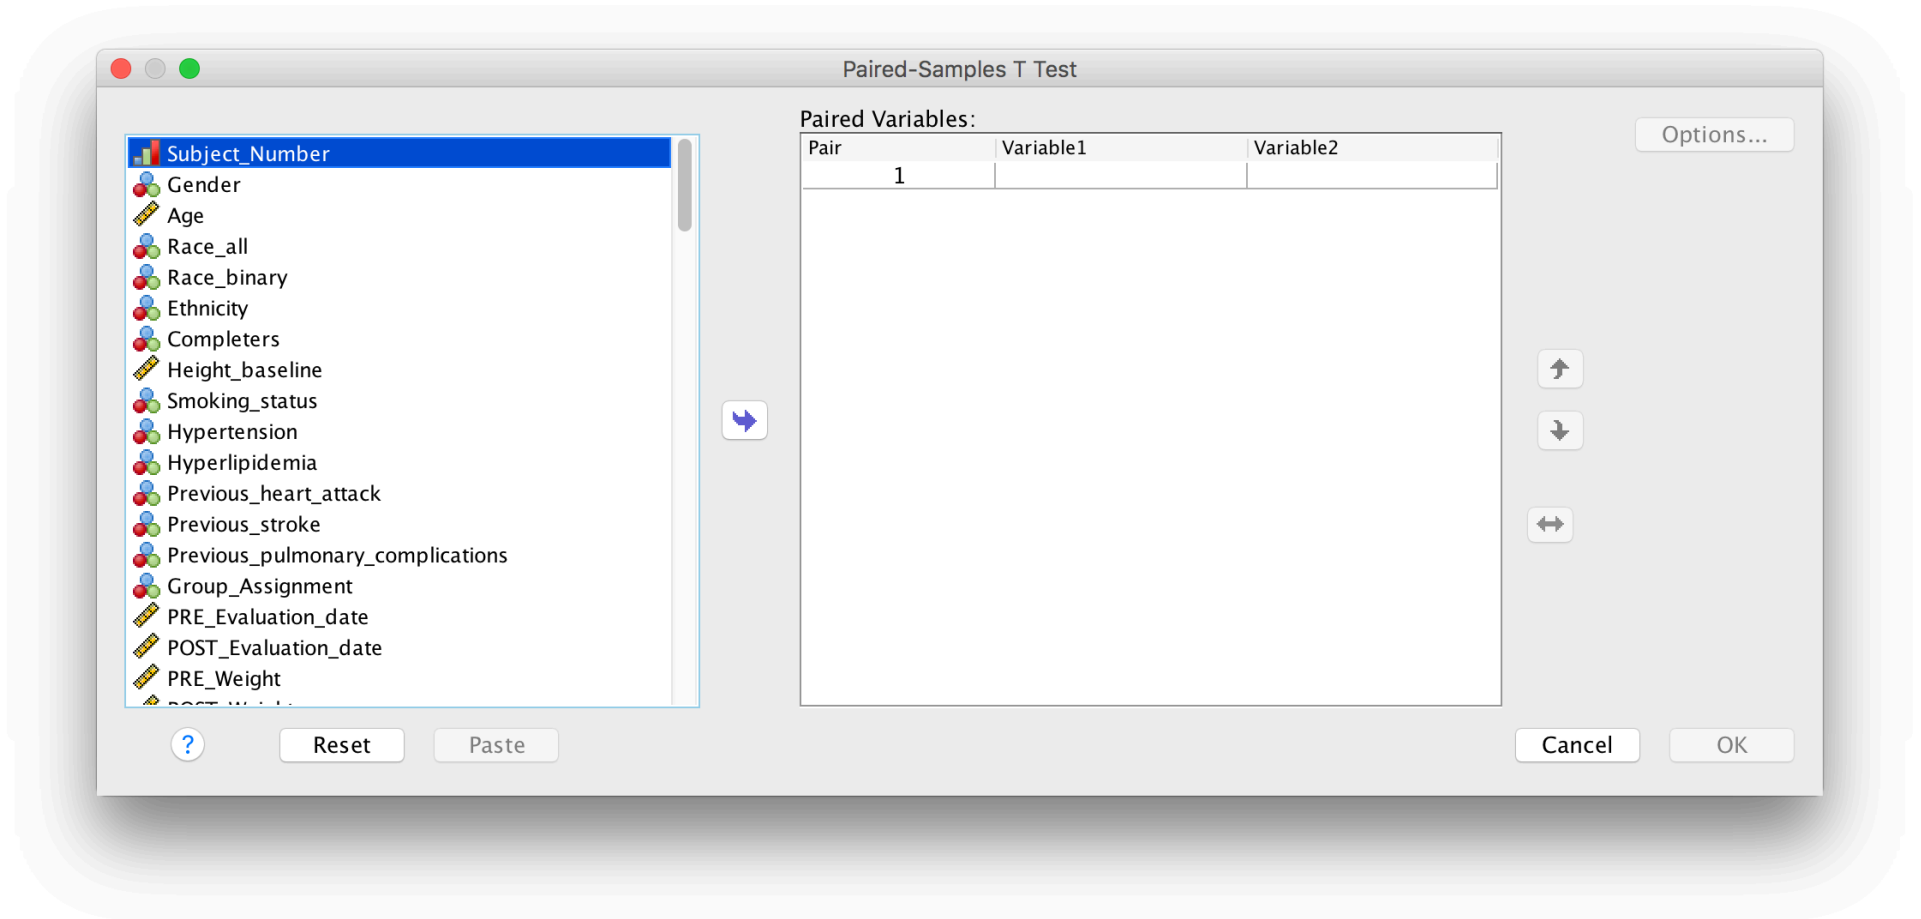 Paired-Samples T Test
Subject_Number
Gender
Age
Race_all
Race_binary
Ethnicity
Completers
Height_baseline
Smoking_status
Hypertension
Hyperlipidemia
Previous_heart_attack
Previous_stroke
Previous_pulmonary_complications
Group_Assignment
PRE_Evaluation_date
POST_Evaluation_date
PRE_Weight
Paired Variables:
Pair Variable1 Variable2
1
Options...
? Reset Paste
Cancel OK